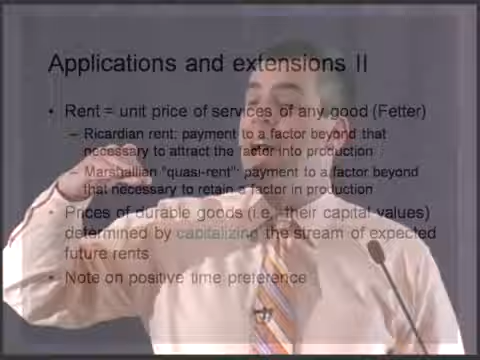 Applications and extensions II
• Rent = unit price of services of any good (Fetter)
– Ricardian rent: payment to a factor beyond that
necessary to attract the factor into production
– Marshallian "quasi-rent": payment to a factor beyond
that necessary to retain a factor in production
• Prices of durable goods (i.e., their capital values)
determined by capitalizing the stream of expected
future rents
• Note on positive time preference